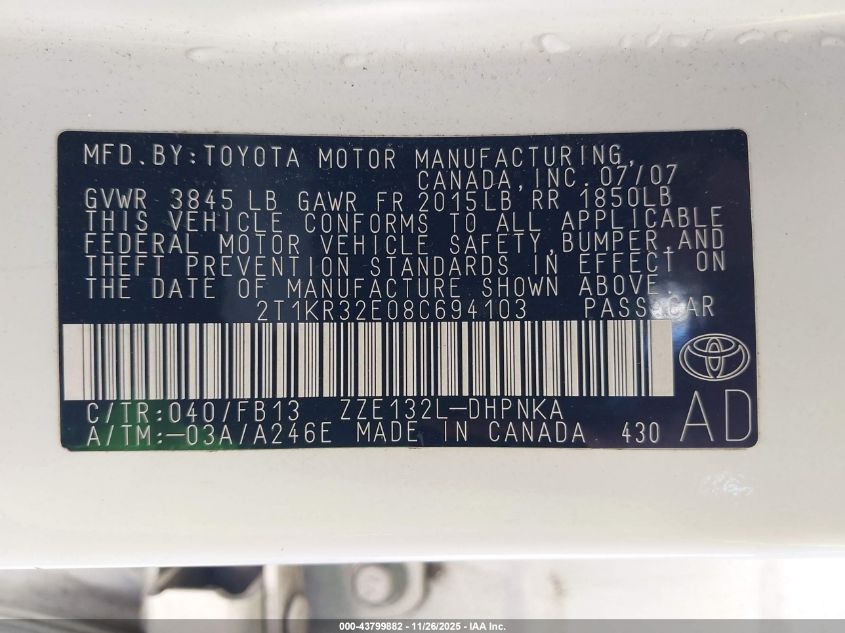 MFD.BY:TOYOTA MOTOR MANUFACTURING,
CANADA,INC.07/07
GVWR 3845 LB GAWR FR 2015LB RR 1850LB
THIS VEHICLE CONFORMS TO ALL APPLICABLE
FEDERAL MOTOR VEHICLE SAFETY,BUMPER,AND
THEFT PREVENTION STANDARDS IN EFFECT ON
THE DATE OF MANUFACTURE SHOWN ABOVE.
2T1KR32E08C694103 PASS.CAR
C/TR:040/FB13 ZZE132L-DHPNKA
A/TM:-03A/A246E MADE IN CANADA 430 AD
000-43799882 | 11/26/2025 - IAA Inc.